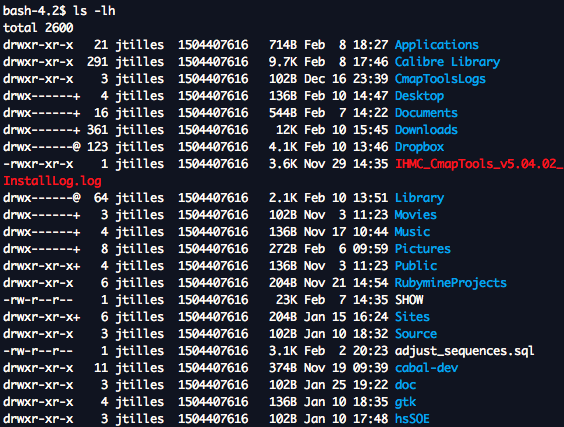 bash-4.2$ ls -lh
total 2600
drwxr-xr-x   21 jtilles  1504407616   714B Feb  8 18:27 Applications
drwxr-xr-x  291 jtilles  1504407616   9.7K Feb  8 17:46 Calibre Library
drwxr-xr-x    3 jtilles  1504407616   102B Dec 16 23:39 CmapToolsLogs
drwx------+   4 jtilles  1504407616   136B Feb 10 14:47 Desktop
drwx------+  16 jtilles  1504407616   544B Feb  7 14:22 Documents
drwx------+ 361 jtilles  1504407616    12K Feb 10 15:45 Downloads
drwx------@ 123 jtilles  1504407616   4.1K Feb 10 13:46 Dropbox
-rwxr-xr-x    1 jtilles  1504407616   3.6K Nov 29 14:35 IHMC_CmapTools_v5.04.02_
InstallLog.log
drwx------@  64 jtilles  1504407616   2.1K Feb 10 13:51 Library
drwx------+   3 jtilles  1504407616   102B Nov  3 11:23 Movies
drwx------+   4 jtilles  1504407616   136B Nov 17 10:44 Music
drwx------+   8 jtilles  1504407616   272B Feb  6 09:59 Pictures
drwxr-xr-x+   4 jtilles  1504407616   136B Nov  3 11:23 Public
drwxr-xr-x    6 jtilles  1504407616   204B Nov 21 14:54 RubymineProjects
-rw-r--r--    1 jtilles  1504407616    23K Feb  7 14:35 SHOW
drwxr-xr-x+   6 jtilles  1504407616   204B Jan 15 16:24 Sites
drwxr-xr-x    3 jtilles  1504407616   102B Jan 10 18:32 Source
-rw-r--r--    1 jtilles  1504407616   3.1K Feb  2 20:23 adjust_sequences.sql
drwxr-xr-x   11 jtilles  1504407616   374B Nov 19 09:39 cabal-dev
drwxr-xr-x    3 jtilles  1504407616   102B Jan 25 19:22 doc
drwxr-xr-x    4 jtilles  1504407616   136B Jan 10 18:35 gtk
drwxr-xr-x    3 jtilles  1504407616   102B Jan 10 17:48 hsSOE